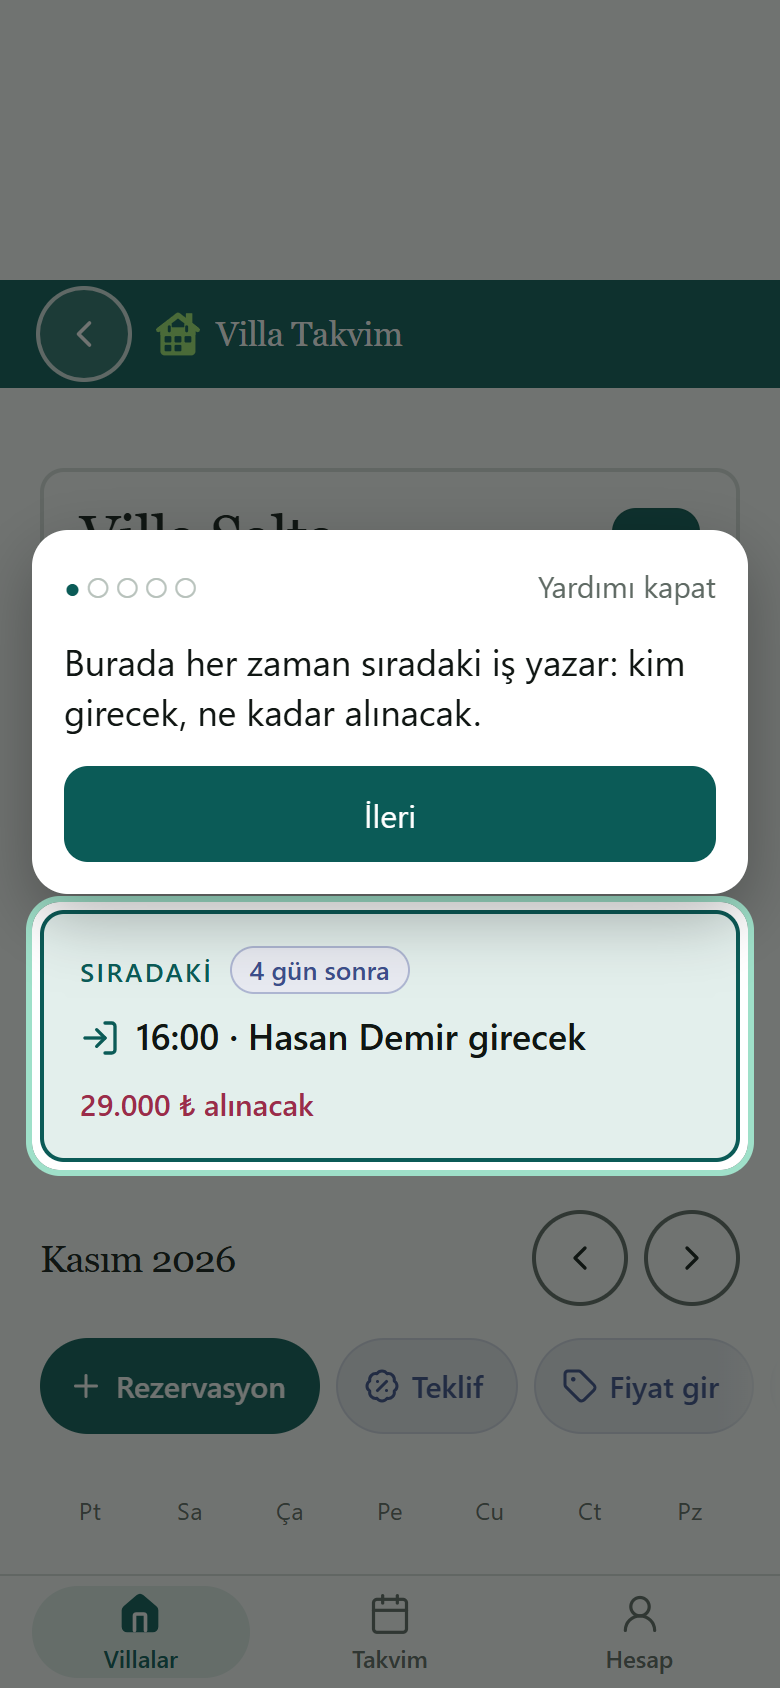 Villa Takvim
Yardımı kapat
Burada her zaman sıradaki iş yazar: kim
girecek, ne kadar alınacak.
İleri
SIRADAKİ 4 gün sonra
16:00 · Hasan Demir girecek
29.000 ₺ alınacak
Kasım 2026
Rezervasyon Teklif Fiyat gir
Pt Sa Ça Pe Cu Ct Pz
Villalar Takvim Hesap